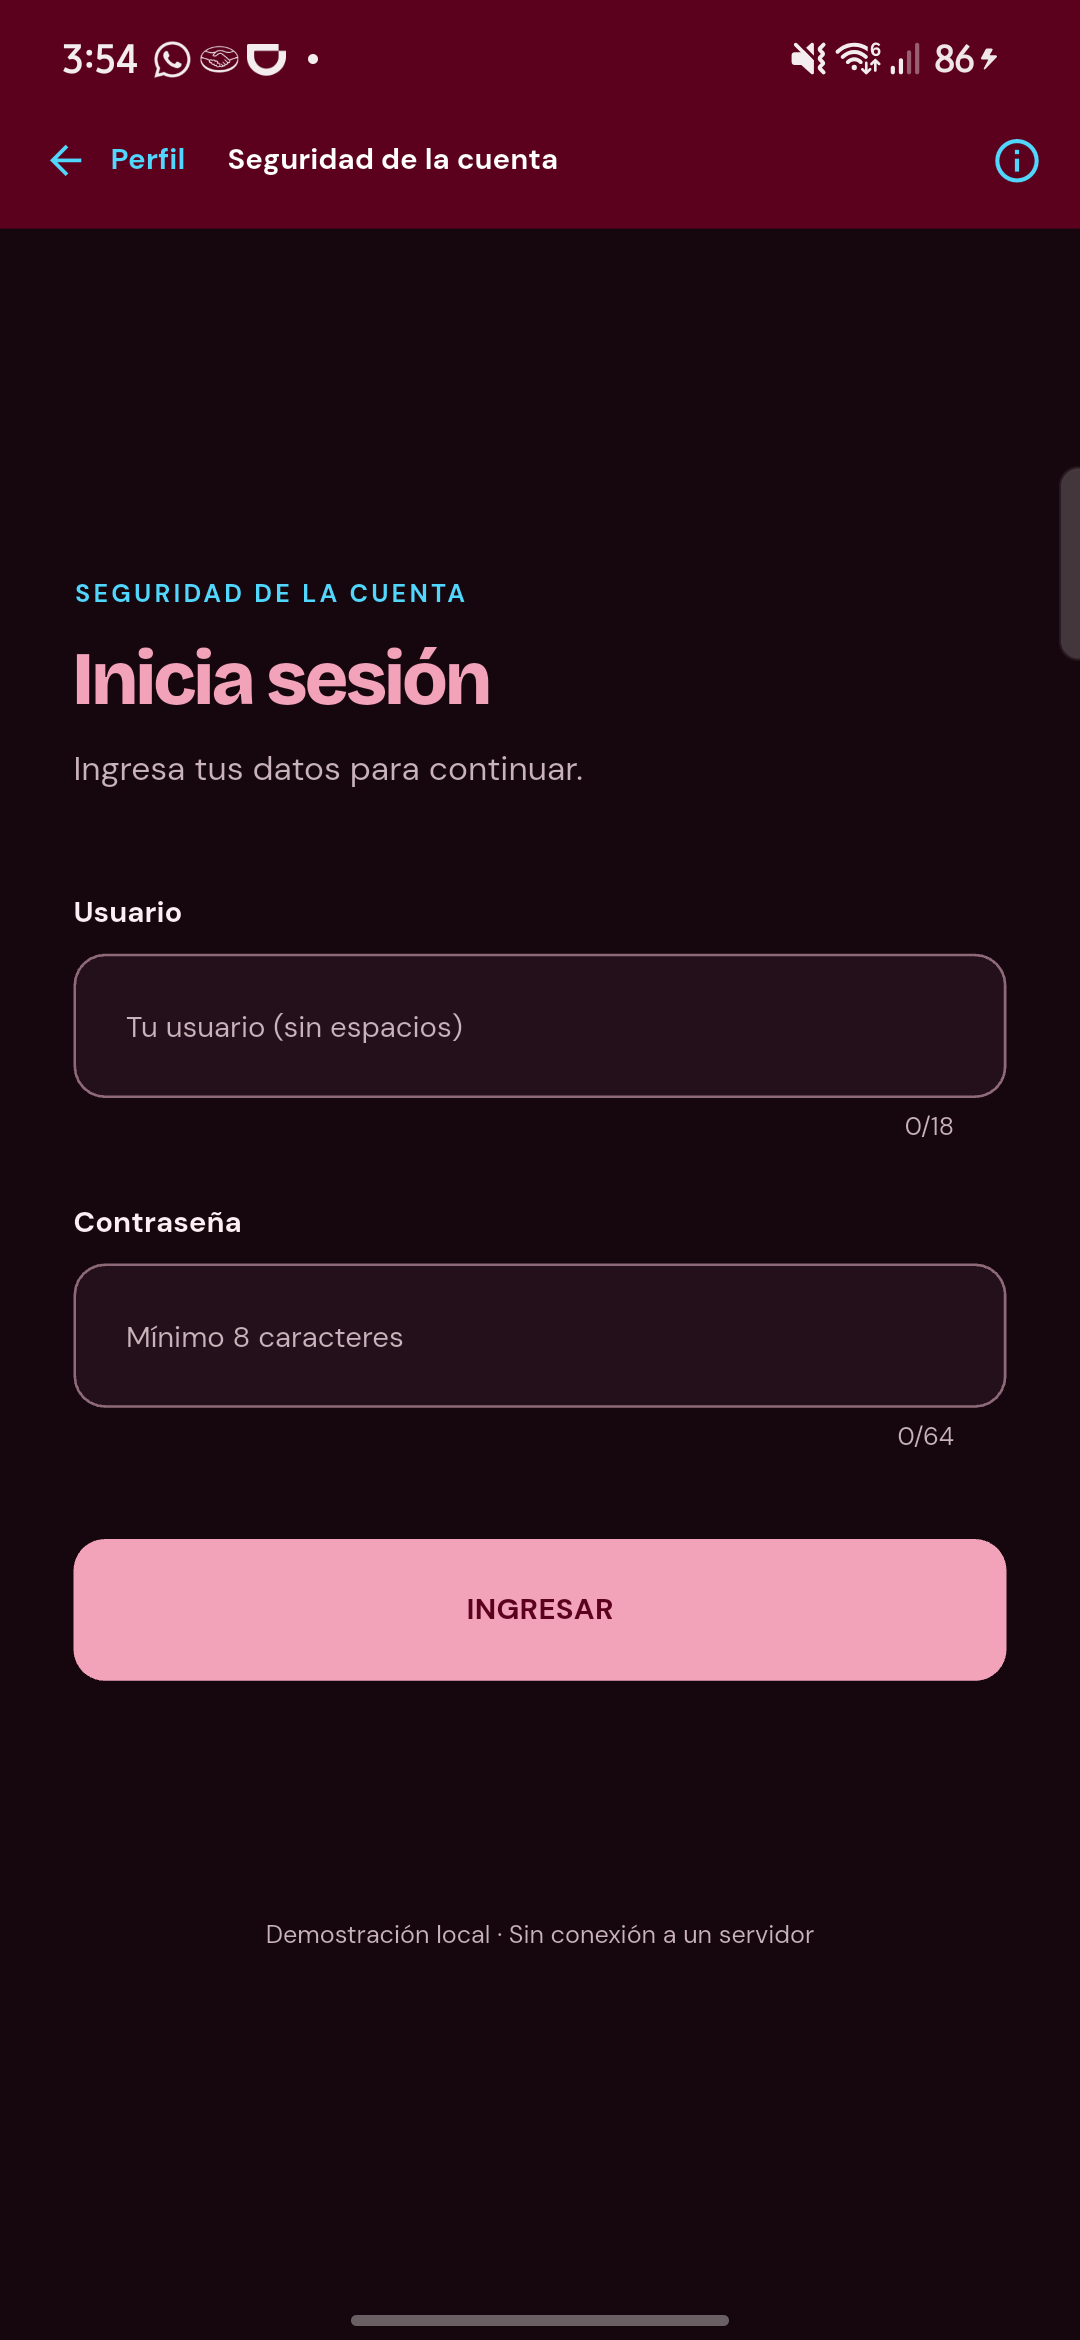 3:54
86
Perfil Seguridad de la cuenta
SEGURIDAD DE LA CUENTA
Inicia sesión
Ingresa tus datos para continuar.
Usuario
Tu usuario (sin espacios)
0/18
Contraseña
Mínimo 8 caracteres
0/64
INGRESAR
Demostración local · Sin conexión a un servidor